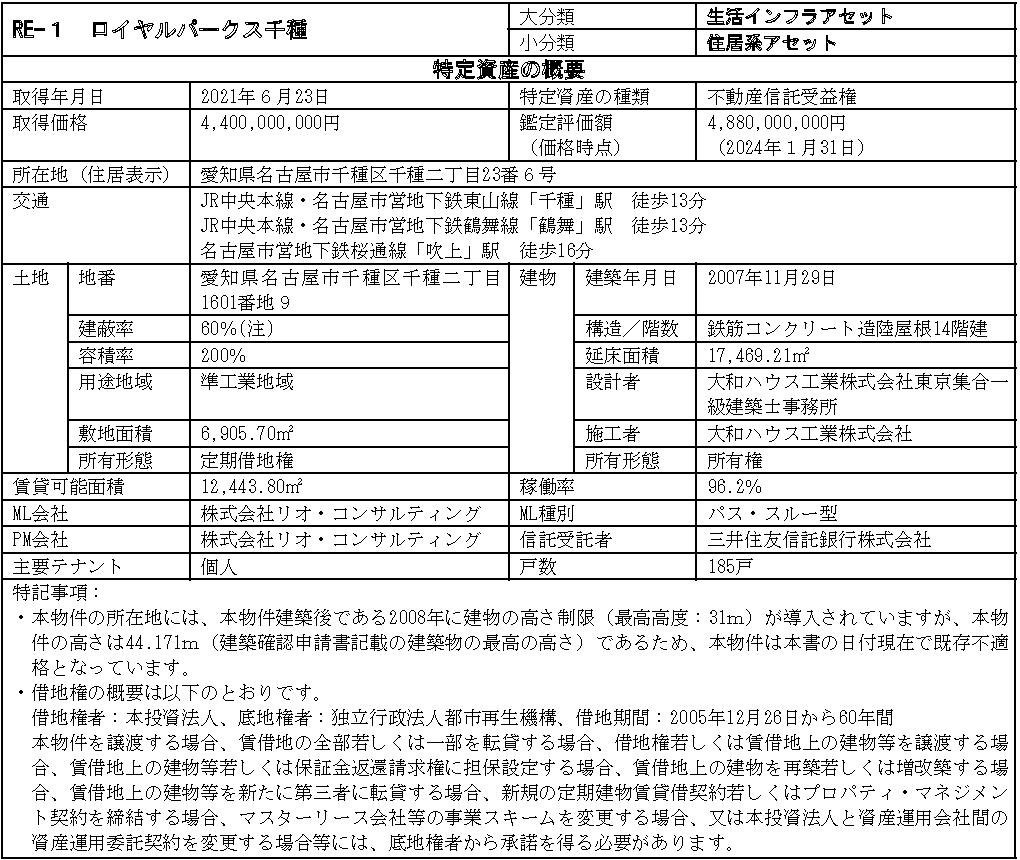 RE-1　ロイヤルパークス千種
大分類
生活インフラアセット
小分類
住居系アセット
特定資産の概要
取得年月日
2021年６月23日
特定資産の種類
不動産信託受益権
取得価格
4,400,000,000円
鑑定評価額
（価格時点）
4,880,000,000円
（2024年１月31日）
所在地（住居表示）
愛知県名古屋市千種区千種二丁目23番６号
交通
JR中央本線・名古屋市営地下鉄東山線「千種」駅　徒歩13分
JR中央本線・名古屋市営地下鉄鶴舞線「鶴舞」駅　徒歩13分
名古屋市営地下鉄桜通線「吹上」駅　徒歩16分
土地
地番
愛知県名古屋市千種区千種二丁目
1601番地９
建物
建築年月日
2007年11月29日
建蔽率
60%(注)
構造／階数
鉄筋コンクリート造陸屋根14階建
容積率
200%
延床面積
17,469.21㎡
用途地域
準工業地域
設計者
大和ハウス工業株式会社東京集合一
級建築士事務所
敷地面積
6,905.70㎡
施工者
大和ハウス工業株式会社
所有形態
定期借地権
所有形態
所有権
賃貸可能面積
12,443.80㎡
稼働率
96.2%
ML会社
株式会社リオ・コンサルティング
ML種別
パス・スルー型
PM会社
株式会社リオ・コンサルティング
信託受託者
三井住友信託銀行株式会社
主要テナント
個人
戸数
185戸
特記事項：
・本物件の所在地には、本物件建築後である2008年に建物の高さ制限（最高高度：31ｍ）が導入されていますが、本物
件の高さは44.171ｍ（建築確認申請書記載の建築物の最高の高さ）であるため、本物件は本書の日付現在で既存不適
格となっています。
・借地権の概要は以下のとおりです。
借地権者：本投資法人、底地権者：独立行政法人都市再生機構、借地期間：2005年12月26日から60年間
本物件を譲渡する場合、賃借地の全部若しくは一部を転貸する場合、借地権若しくは賃借地上の建物等を譲渡する場
合、賃借地上の建物等若しくは保証金返還請求権に担保設定する場合、賃借地上の建物を再築若しくは増改築する場
合、賃借地上の建物等を新たに第三者に転貸する場合、新規の定期建物賃貸借契約若しくはプロパティ・マネジメン
ト契約を締結する場合、マスターリース会社等の事業スキームを変更する場合、又は本投資法人と資産運用会社間の
資産運用委託契約を変更する場合等には、底地権者から承諾を得る必要があります。